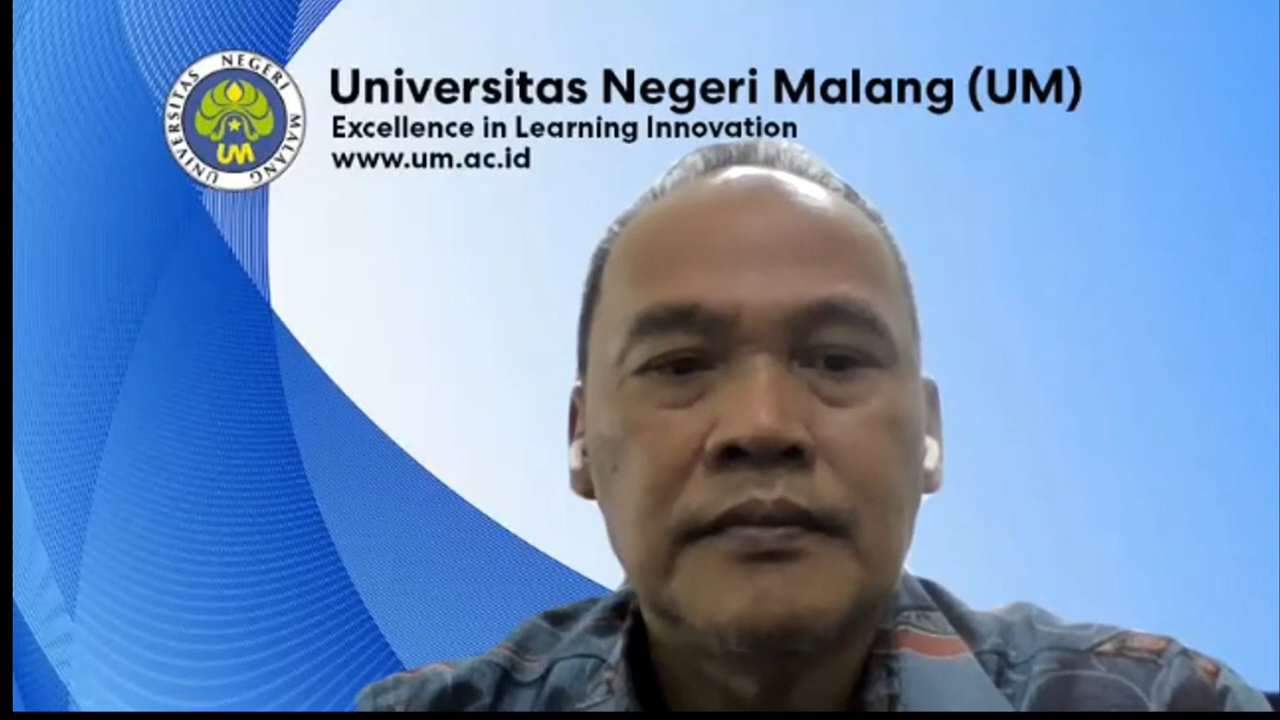 Universitas Negeri Malang (UM)
Excellence in Learning Innovation
www.um.ac.id
UNIVERSITAS NEGERI MALANG
UM